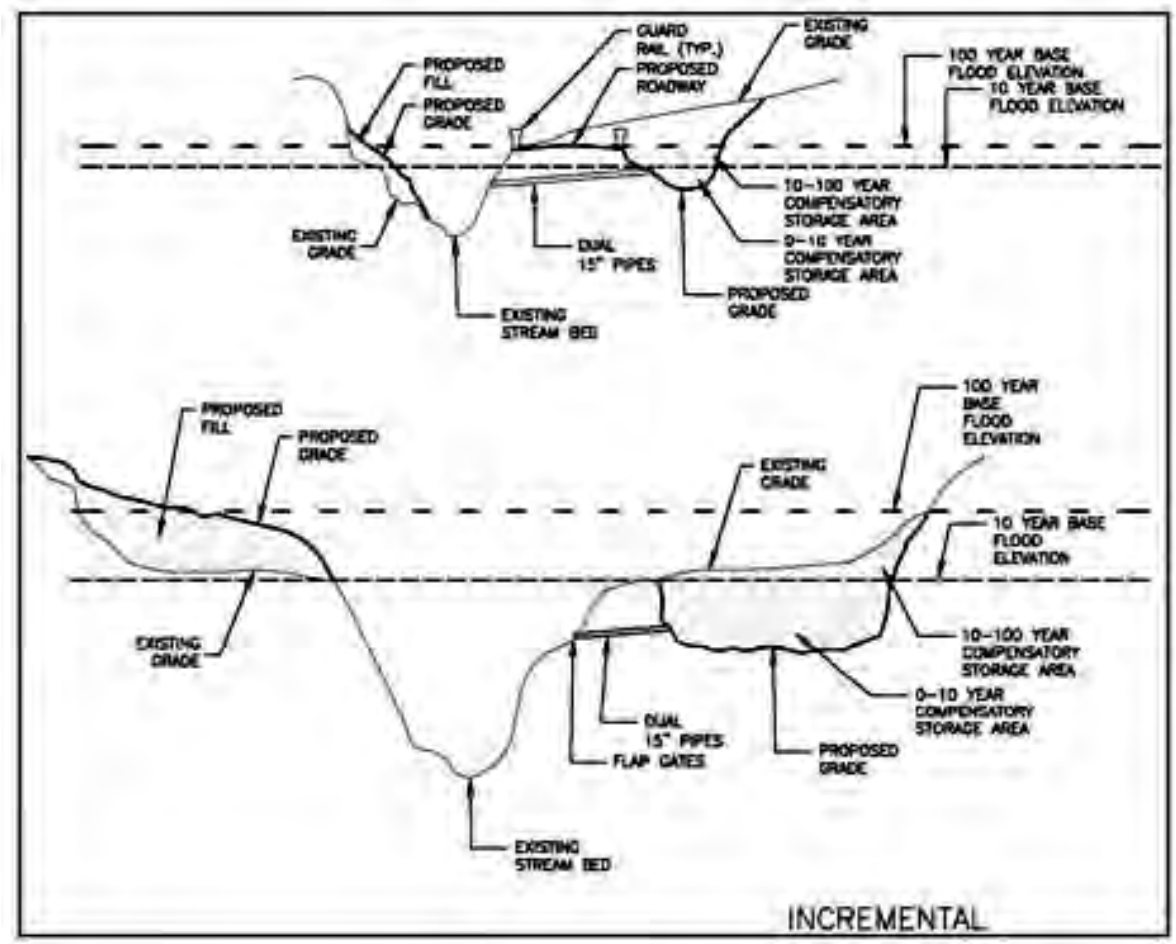 GUARD
RAIL (TYP.)
EXISTING
GRADE
PROPOSED
FILL
PROPOSED
ROADWAY
100 YEAR BASE
FLOOD ELEVATION
10 YEAR BASE
FLOOD ELEVATION
PROPOSED
GRADE
10-100 YEAR
COMPENSATORY
STORAGE AREA
EXISTING
GRADE
DUAL
15" PIPES
0-10 YEAR
COMPENSATORY
STORAGE AREA
PROPOSED
GRADE
EXISTING
STREAM BED
100 YEAR
BASE
FLOOD
ELEVATION
PROPOSED
FILL
PROPOSED
GRADE
EXISTING
GRADE
10 YEAR BASE
FLOOD
ELEVATION
EXISTING
GRADE
10-100 YEAR
COMPENSATORY
STORAGE AREA
0-10 YEAR
COMPENSATORY
STORAGE AREA
DUAL
15" PIPES
FLAP GATES
PROPOSED
GRADE
EXISTING
STREAM BED
INCREMENTAL